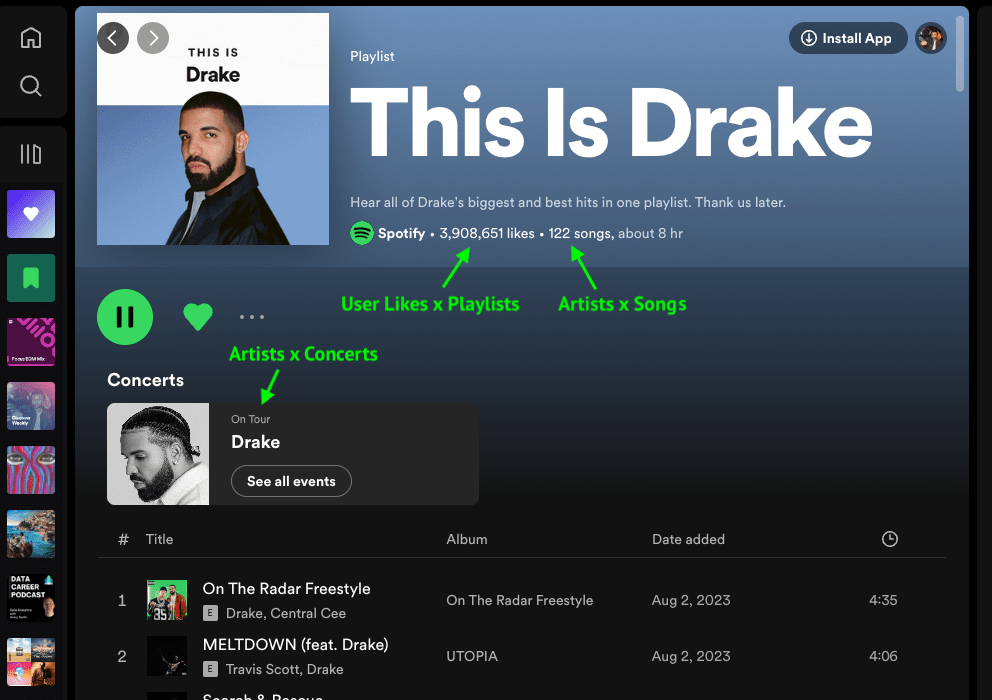 THIS IS
Drake
Install App
Playlist
This Is Drake
Hear all of Drake's biggest and best hits in one playlist. Thank us later.
Spotify • 3,908,651 likes • 122 songs, about 8 hr
User Likes x Playlists
Artists x Songs
Artists x Concerts
Concerts
On Tour
Drake
See all events
# Title Album Date added
1 On The Radar Freestyle On The Radar Freestyle Aug 2, 2023 4:35
E Drake, Central Cee
2 MELTDOWN (feat. Drake) UTOPIA Aug 2, 2023 4:06
E Travis Scott, Drake
Search & Rescue
Focus EDM Mix
Discover
Weekly
DATA
CAREER
PODCAST